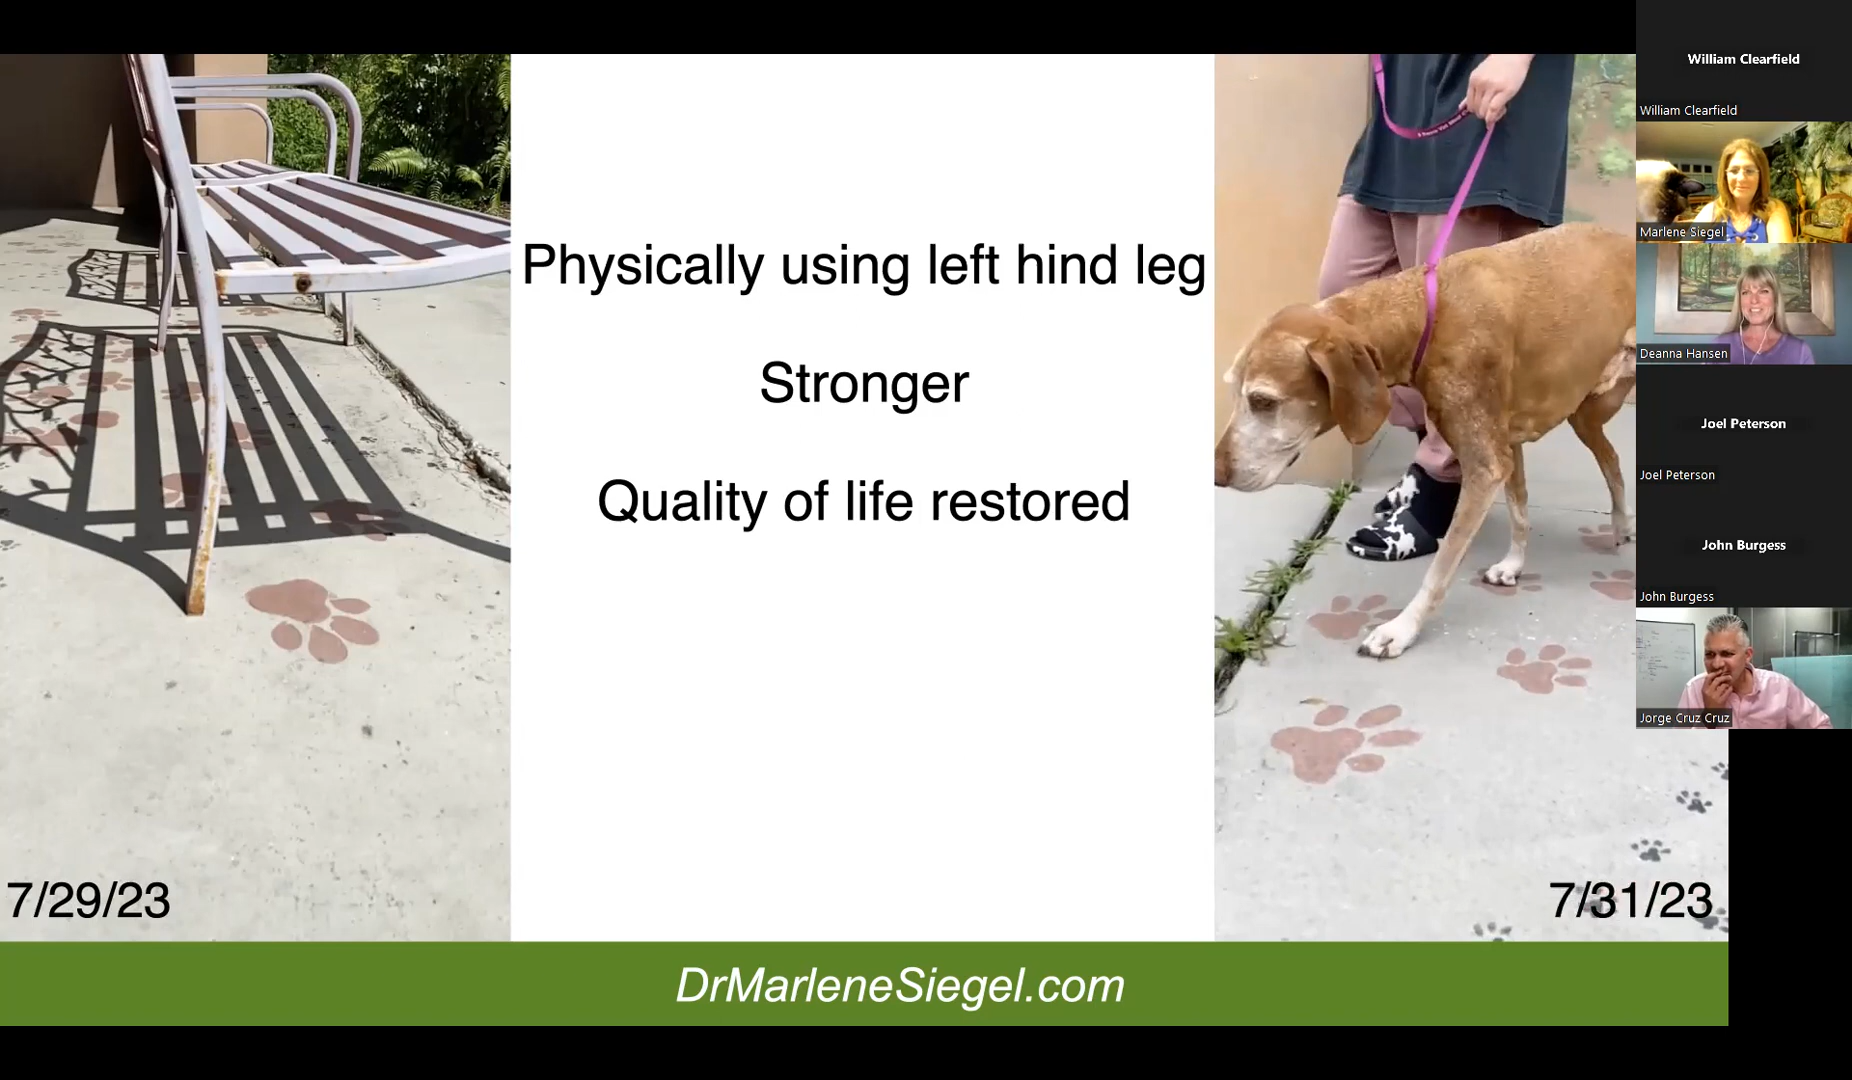 Physically using left hind leg
Stronger
Quality of life restored
7/29/23
7/31/23
DrMarleneSiegel.com
William Clearfield
William Clearfield
Marlene Siegel
Deanna Hansen
Joel Peterson
Joel Peterson
John Burgess
John Burgess
Jorge Cruz Cruz